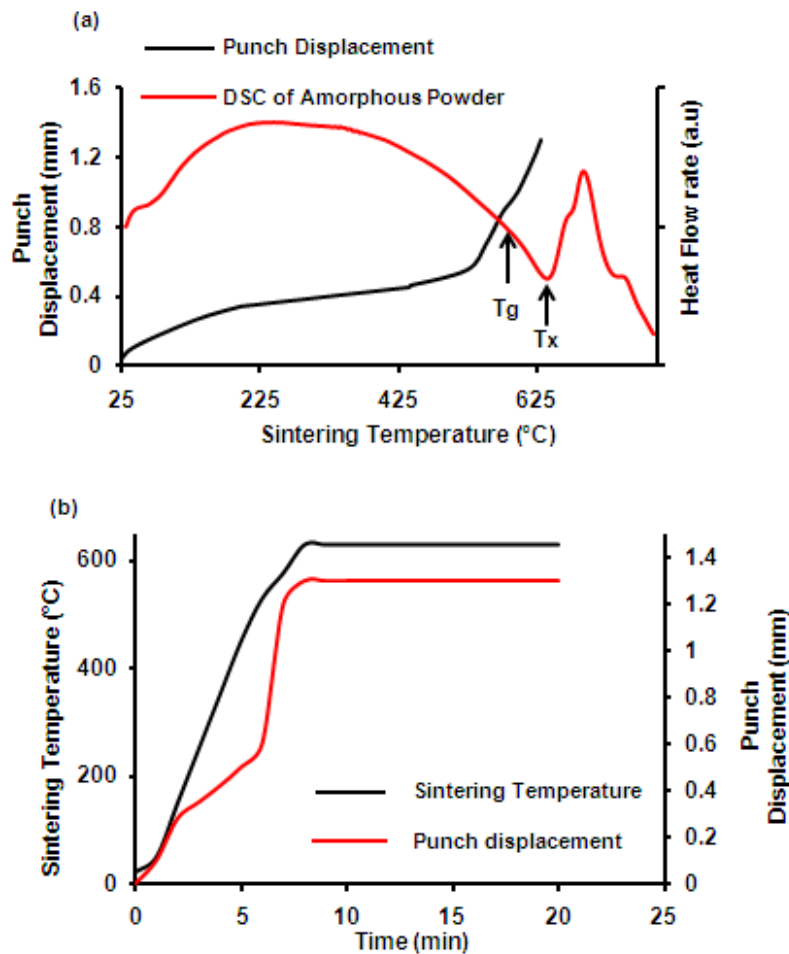 (a)
Punch Displacement
DSC of Amorphous Powder
1.6
1.2
0.8
0.4
0
Punch
Displacement (mm)
Heat Flow rate (a.u)
Tg
Tx
25
225
425
625
Sintering Temperature (°C)
(b)
600
400
200
0
Sintering Temperature (°C)
1.4
1.2
1
0.8
0.6
0.4
0.2
0
Punch
Displacement (mm)
Sintering Temperature
Punch displacement
0
5
10
15
20
25
Time (min)